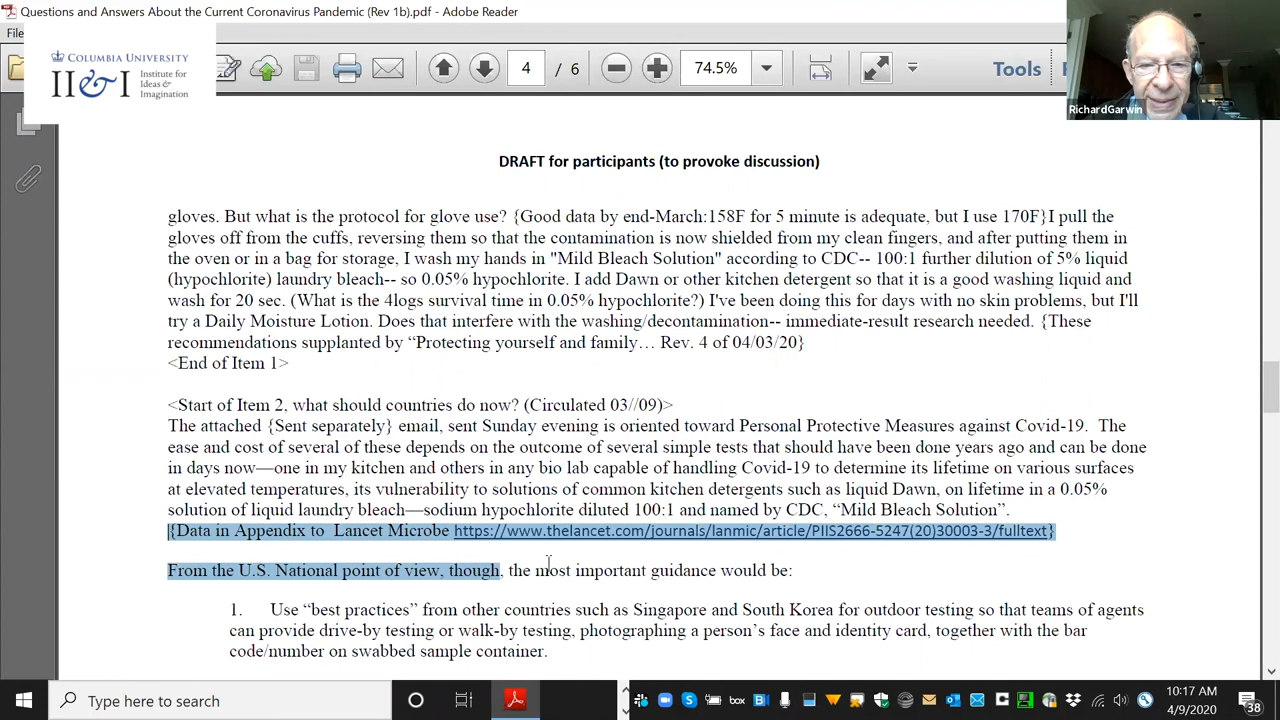 Questions and Answers About the Current Coronavirus Pandemic (Rev 1b).pdf - Adobe Reader
File
COLUMBIA UNIVERSITY
II&I
Institute for
Ideas &
Imagination
4 / 6
74.5%
Tools
RichardGarwin
DRAFT for participants (to provoke discussion)
gloves. But what is the protocol for glove use? {Good data by end-March:158F for 5 minute is adequate, but I use 170F}I pull the
gloves off from the cuffs, reversing them so that the contamination is now shielded from my clean fingers, and after putting them in
the oven or in a bag for storage, I wash my hands in "Mild Bleach Solution" according to CDC-- 100:1 further dilution of 5% liquid
(hypochlorite) laundry bleach-- so 0.05% hypochlorite. I add Dawn or other kitchen detergent so that it is a good washing liquid and
wash for 20 sec. (What is the 4logs survival time in 0.05% hypochlorite?) I've been doing this for days with no skin problems, but I'll
try a Daily Moisture Lotion. Does that interfere with the washing/decontamination-- immediate-result research needed. {These
recommendations supplanted by “Protecting yourself and family… Rev. 4 of 04/03/20}
<End of Item 1>
<Start of Item 2, what should countries do now? (Circulated 03//09)>
The attached {Sent separately} email, sent Sunday evening is oriented toward Personal Protective Measures against Covid-19. The
ease and cost of several of these depends on the outcome of several simple tests that should have been done years ago and can be done
in days now—one in my kitchen and others in any bio lab capable of handling Covid-19 to determine its lifetime on various surfaces
at elevated temperatures, its vulnerability to solutions of common kitchen detergents such as liquid Dawn, on lifetime in a 0.05%
solution of liquid laundry bleach—sodium hypochlorite diluted 100:1 and named by CDC, “Mild Bleach Solution”.
{Data in Appendix to Lancet Microbe https://www.thelancet.com/journals/lanmic/article/PIIS2666-5247(20)30003-3/fulltext}
From the U.S. National point of view, though, the most important guidance would be:
1. Use “best practices” from other countries such as Singapore and South Korea for outdoor testing so that teams of agents
can provide drive-by testing or walk-by testing, photographing a person’s face and identity card, together with the bar
code/number on swabbed sample container.
Type here to search
box
10:17 AM
4/9/2020
38